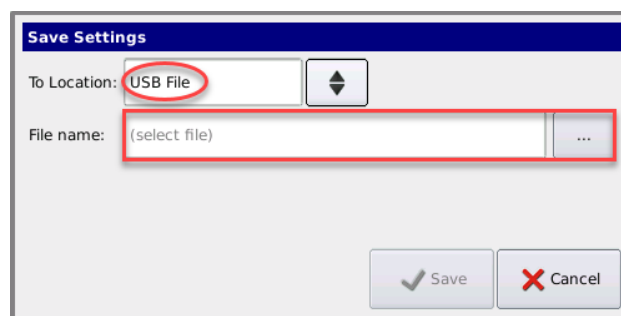 Save Settings
To Location: USB File
File name: (select file) ...
Save Cancel